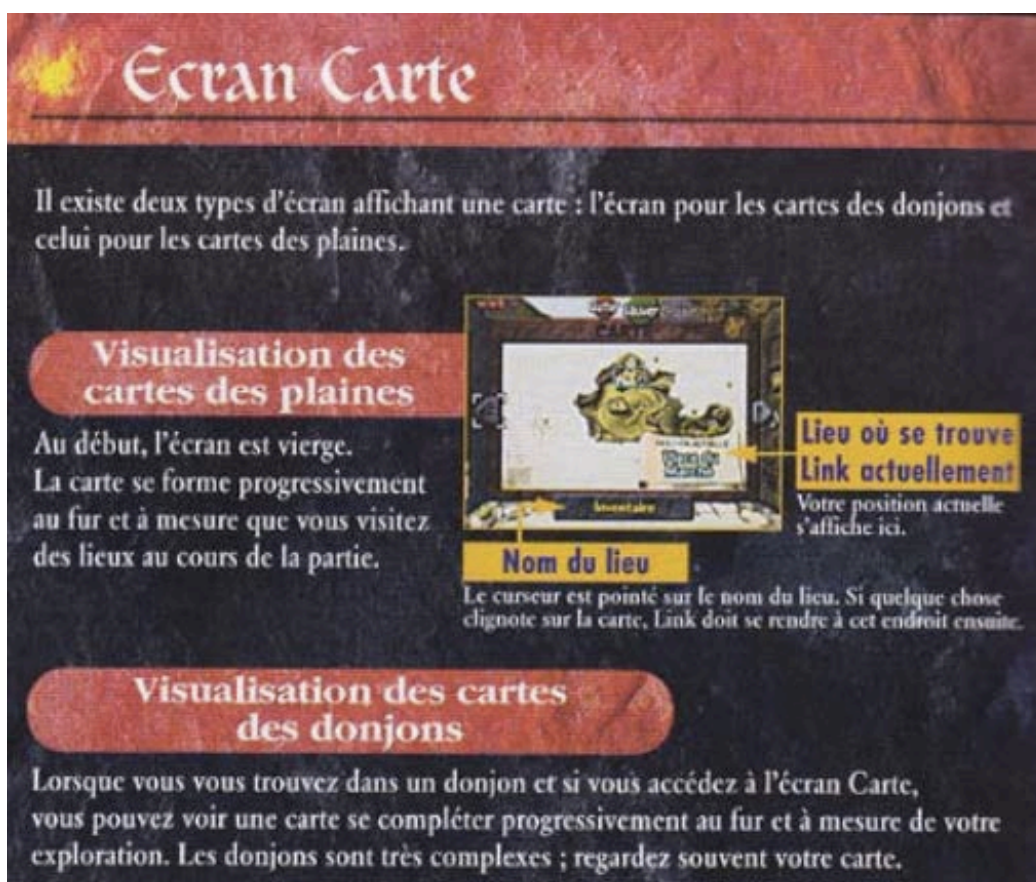 Ecran Carte
Il existe deux types d'écran affichant une carte : l'écran pour les cartes des donjons et
celui pour les cartes des plaines.
Visualisation des
cartes des plaines
Au début, l'écran est vierge.
La carte se forme progressivement
au fur et à mesure que vous visitez
des lieux au cours de la partie.
CARTE
Place du
Marché
Inventaire
Lieu où se trouve
Link actuellement
Votre position actuelle
s'affiche ici.
Nom du lieu
Le curseur est pointé sur le nom du lieu. Si quelque chose
clignote sur la carte, Link doit se rendre à cet endroit ensuite.
Visualisation des cartes
des donjons
Lorsque vous vous trouvez dans un donjon et si vous accédez à l'écran Carte,
vous pouvez voir une carte se compléter progressivement au fur et à mesure de votre
exploration. Les donjons sont très complexes ; regardez souvent votre carte.